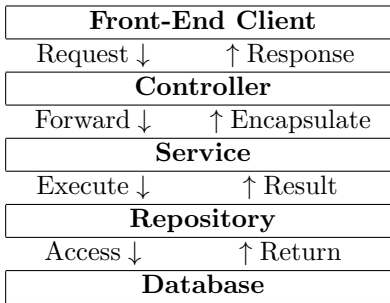 Front-End Client
Request ↓ ↑ Response
Controller
Forward ↓ ↑ Encapsulate
Service
Execute ↓ ↑ Result
Repository
Access ↓ ↑ Return
Database